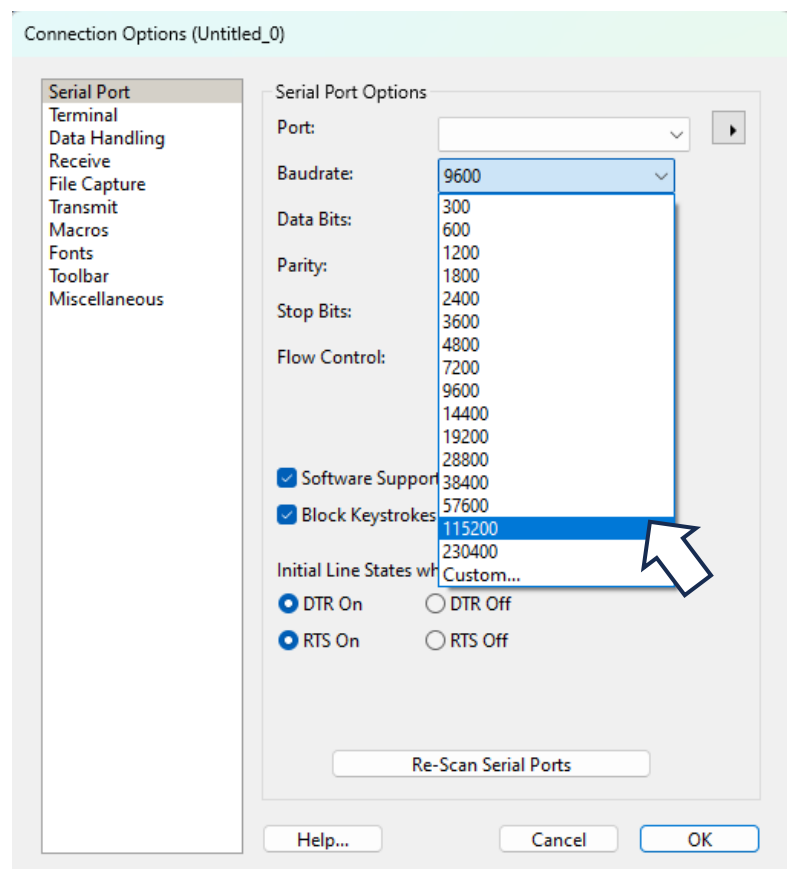 Connection Options (Untitled_0)
Serial Port
Terminal
Data Handling
Receive
File Capture
Transmit
Macros
Fonts
Toolbar
Miscellaneous
Serial Port Options
Port:
Baudrate:
9600
Data Bits:
Parity:
Stop Bits:
Flow Control:
300
600
1200
1800
2400
3600
4800
7200
9600
14400
19200
28800
38400
57600
115200
230400
Custom...
Software Support
Block Keystrokes
Initial Line States wh
DTR On
DTR Off
RTS On
RTS Off
Re-Scan Serial Ports
Help...
Cancel
OK